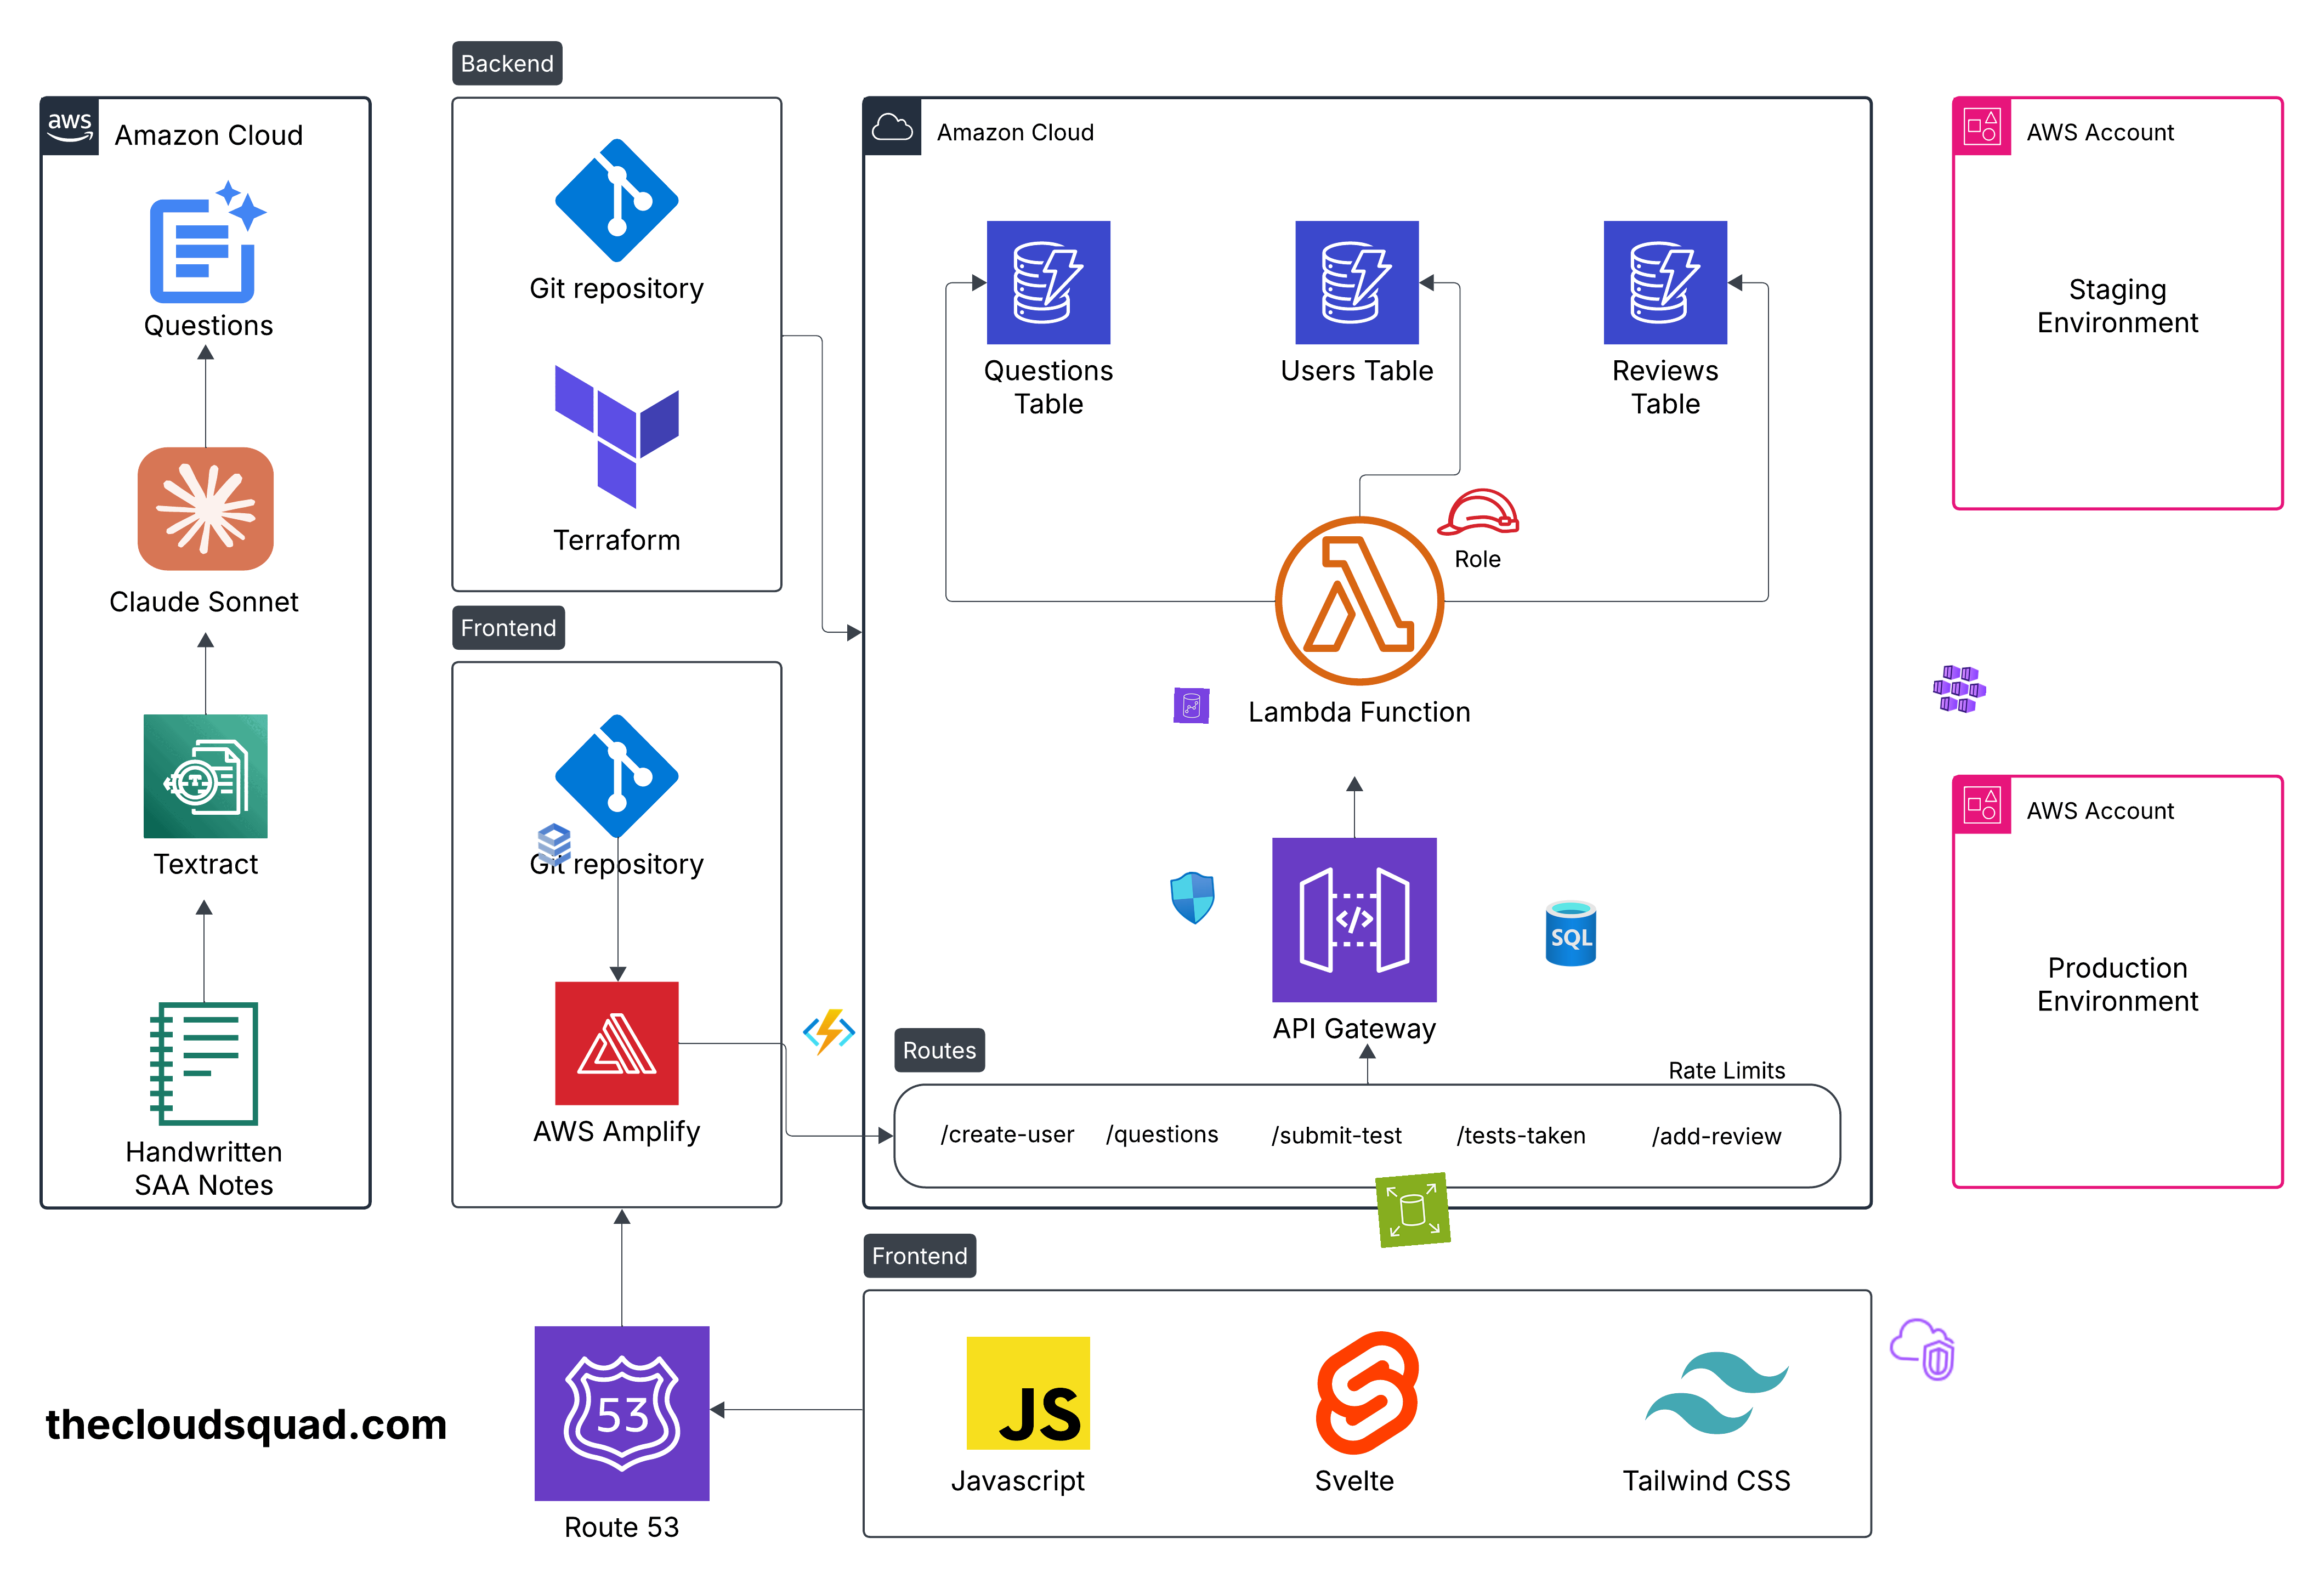 Backend
aws
Amazon Cloud
Questions
Claude Sonnet
Textract
Handwritten
SAA Notes
Git repository
Terraform
Frontend
Git repository
AWS Amplify
Amazon Cloud
Questions
Table
Users Table
Reviews
Table
Role
Lambda Function
SQL
API Gateway
Routes
Rate Limits
/create-user
/questions
/submit-test
/tests-taken
/add-review
AWS Account
Staging
Environment
AWS Account
Production
Environment
Frontend
JS
Javascript
Svelte
Tailwind CSS
53
Route 53
thecloudsquad.com